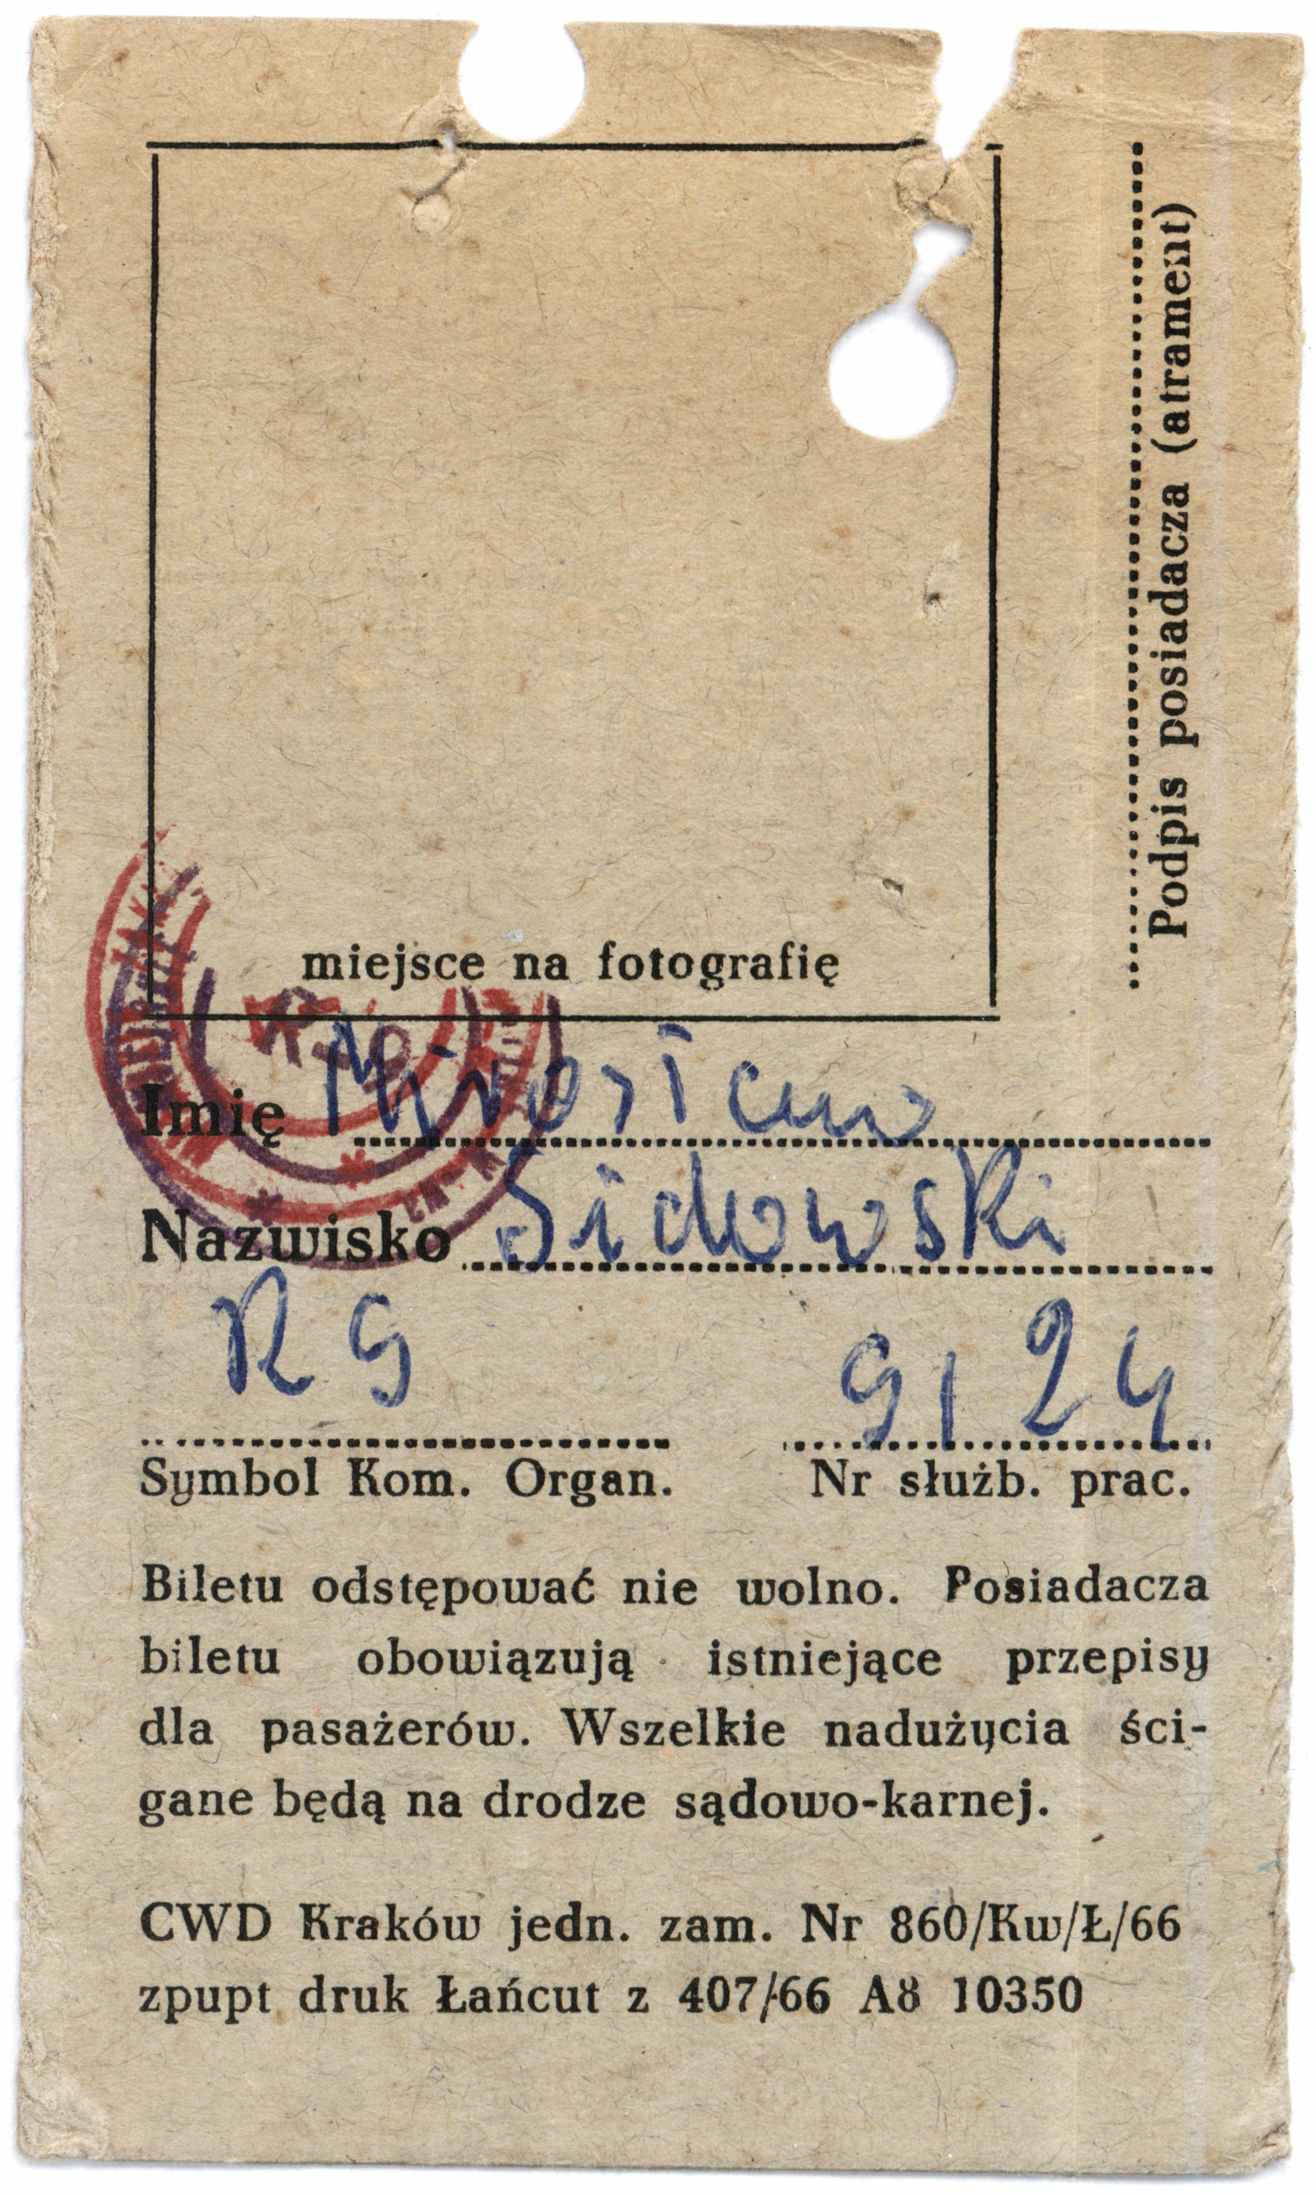 miejsce na fotografię
Podpis posiadacza (atrament)
Imię Mirosław
Nazwisko Sidowski
R9 9124
Symbol Kom. Organ. Nr służb. prac.
Biletu odstępować nie wolno. Posiadacza
biletu obowiązują istniejące przepisy
dla pasażerów. Wszelkie nadużycia ści-
gane będą na drodze sądowo-karnej.
CWD Kraków jedn. zam. Nr 860/Kw/Ł/66
zpupt druk Łańcut z 407/66 A8 10350